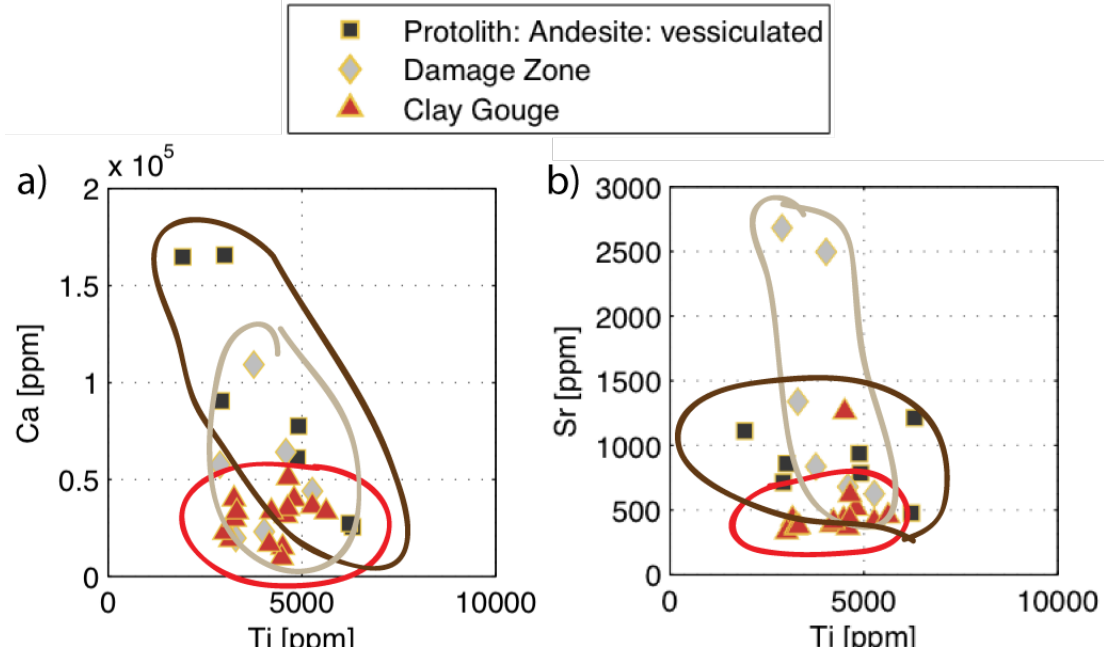 Protolith: Andesite: vessiculated
Damage Zone
Clay Gouge
a)
x 10^5
2
1.5
1
0.5
0
Ca [ppm]
0 5000 10000
Ti [ppm]
b)
3000
2500
2000
1500
1000
500
0
Sr [ppm]
0 5000 10000
Ti [ppm]